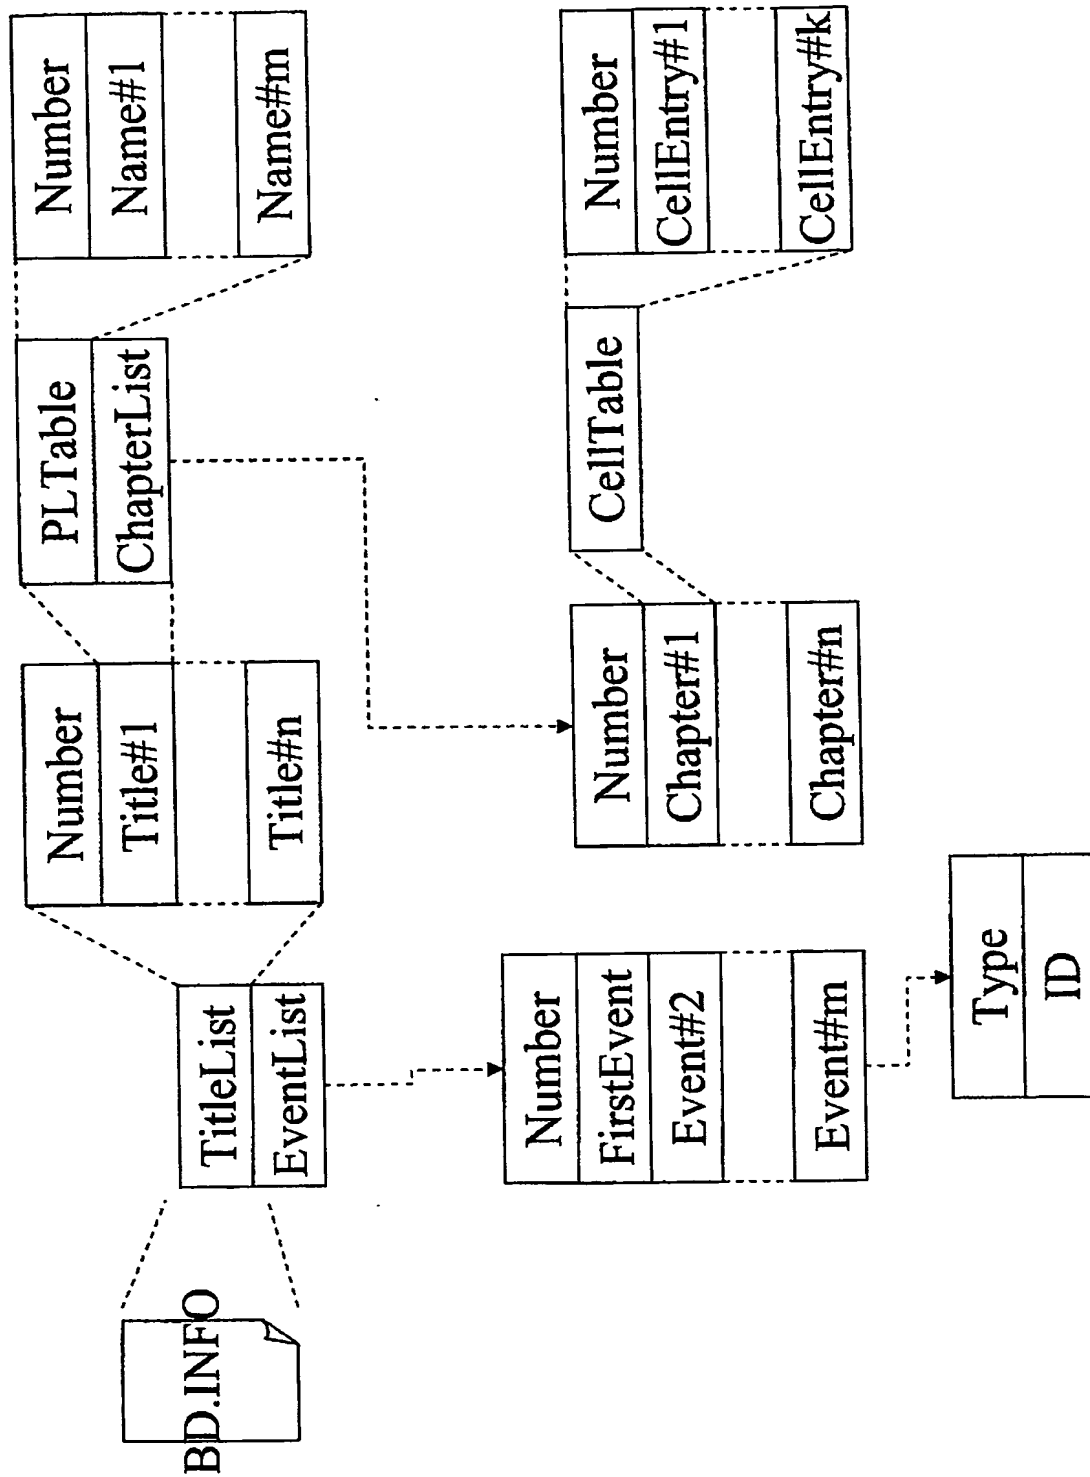 BD.INFO
TitleList
EventList
Number
Title#1
Title#n
PLTable
ChapterList
Number
Name#1
Name#m
Number
FirstEvent
Event#2
Event#m
Type
ID
Number
Chapter#1
Chapter#n
CellTable
Number
CellEntry#1
CellEntry#k